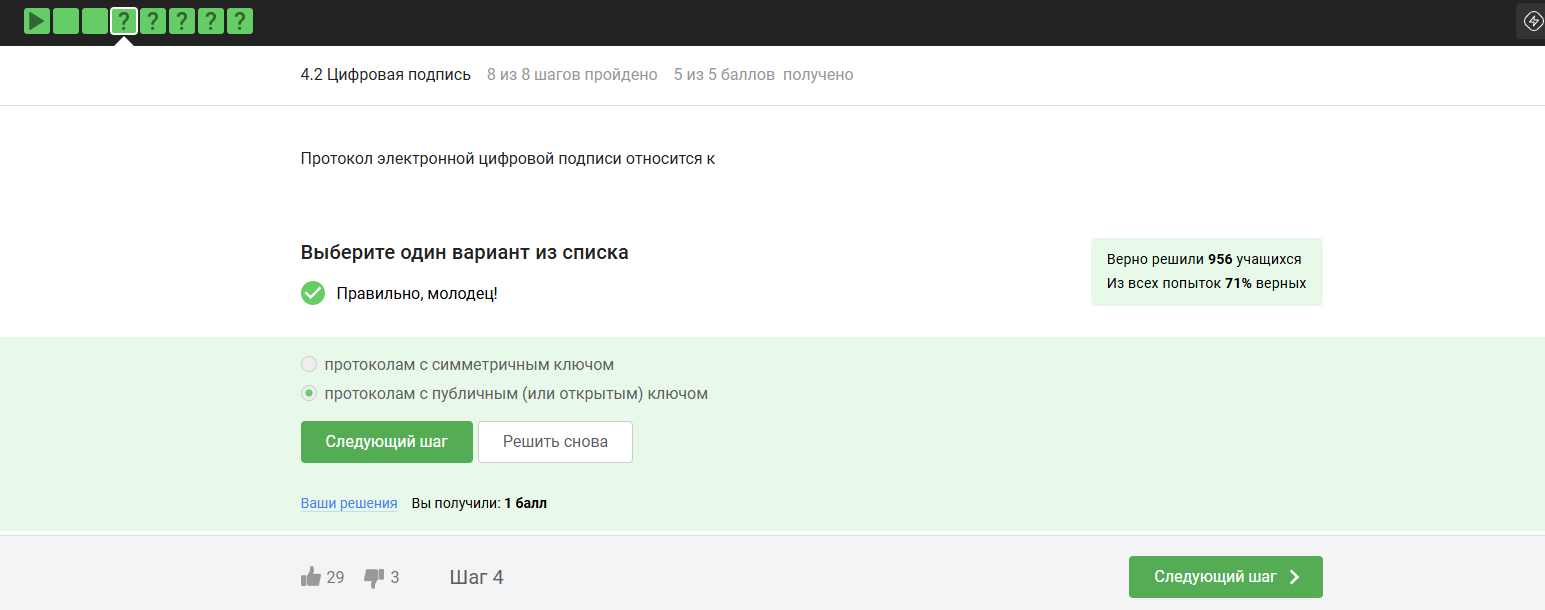 ? ? ? ? ?
4.2 Цифровая подпись 8 из 8 шагов пройдено 5 из 5 баллов получено
Протокол электронной цифровой подписи относится к
Выберите один вариант из списка
Правильно, молодец!
Верно решили 956 учащихся
Из всех попыток 71% верных
протоколам с симметричным ключом
протоколам с публичным (или открытым) ключом
Следующий шаг Решить снова
Ваши решения Вы получили: 1 балл
29 3 Шаг 4 Следующий шаг